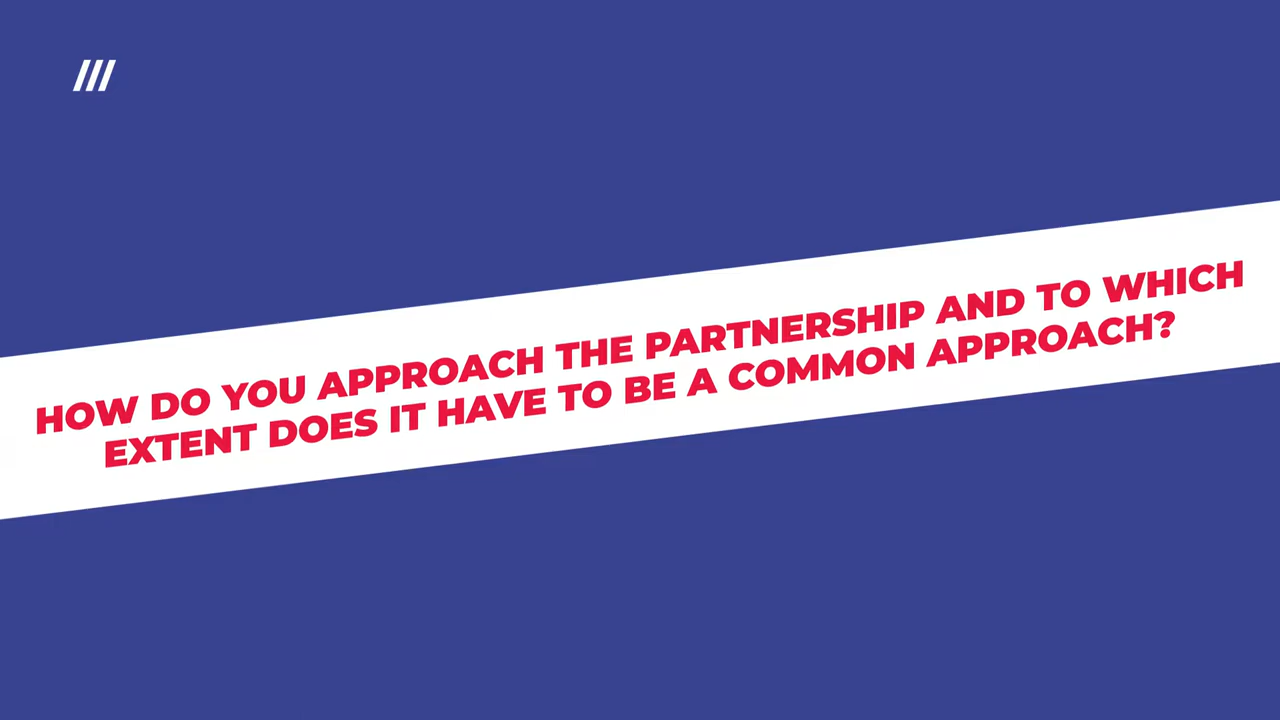 HOW DO YOU APPROACH THE PARTNERSHIP AND TO WHICH
EXTENT DOES IT HAVE TO BE A COMMON APPROACH?